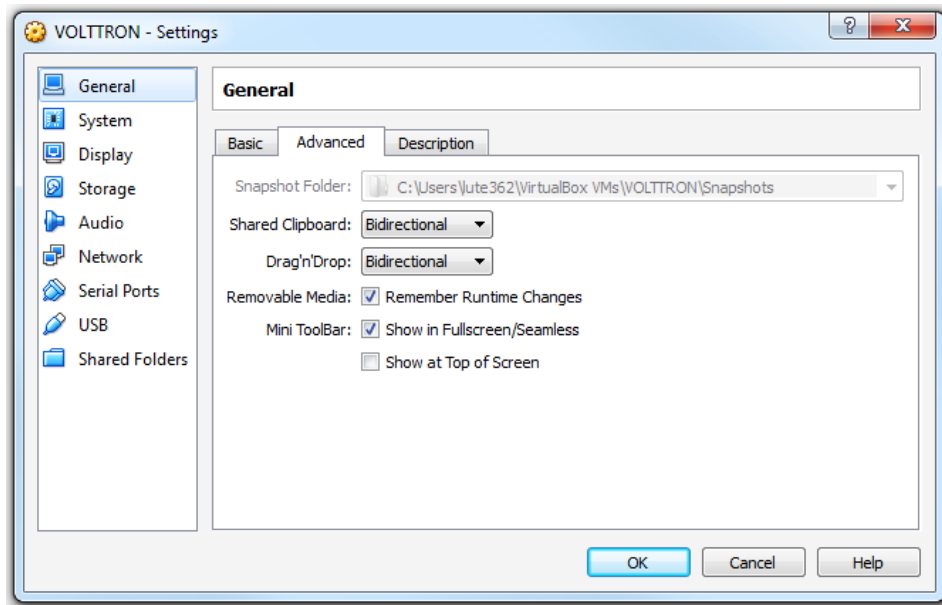 VOLTTRON - Settings
?
X
General
System
Display
Storage
Audio
Network
Serial Ports
USB
Shared Folders
General
Basic
Advanced
Description
Snapshot Folder: C:\Users\lute362\VirtualBox VMs\VOLTTRON\Snapshots
Shared Clipboard: Bidirectional
Drag'n'Drop: Bidirectional
Removable Media: Remember Runtime Changes
Mini ToolBar: Show in Fullscreen/Seamless
Show at Top of Screen
OK
Cancel
Help